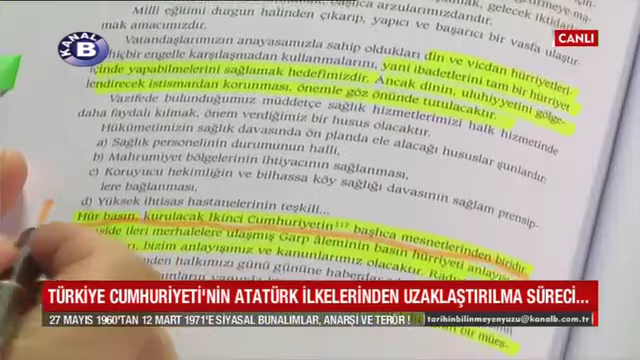 Milli eğitimi durgun halinden çıkarıp, yapıcı ve başarıcı bir vasfa ulaştır-
mak amacımızdır.
Vatandaşlarımızın anayasamızla sahip oldukları din ve vicdan hürriyetleri-
hiçbir engelle karşılaşmadan kullanmalarını, yani ibadetlerini tam bir hürriyet
içinde yapabilmelerini sağlamak hedefimizdir. Ancak dinin, uluhiyyetini gölge-
lendirecek istismardan korunması, önemle göz önünde tutulacaktır.
Vazifede bulunduğumuz müddetçe sağlık hizmetlerimizi halk hizmetinde
daha faydalı kılmak, önem verdiğimiz bir husus olacaktır.
Hükümetimizin sağlık davasında ön planda ele alacağı hususlar şunlardır.
a) Sağlık personelinin durumunun halli,
b) Mahrumiyet bölgelerinin ihtiyacının sağlanması,
c) Koruyucu hekimliğin ve bilhassa köy sağlığı davasının sağlam prensip-
lere bağlanması,
d) Yüksek ihtisas hastanelerinin teşkili...
Hür basın, kurulacak İkinci Cumhuriyetin başlıca mesnetlerinden biridir.
ileri merhalelere ulaşmış Garp âleminin basın hürriyeti
bizim anlayışımız ve kanunlarımız olacaktır.
halkımızı günü gününe haberdar
KANAL
B
CANLI
TÜRKİYE CUMHURİYETİ'NİN ATATÜRK İLKELERİNDEN UZAKLAŞTIRILMA SÜRECİ...
27 MAYIS 1960'TAN 12 MART 1971'E SİYASAL BUNALIMLAR, ANARŞİ VE TERÖR ! tarihinbilinmeyenyuzu@kanalb.com.tr